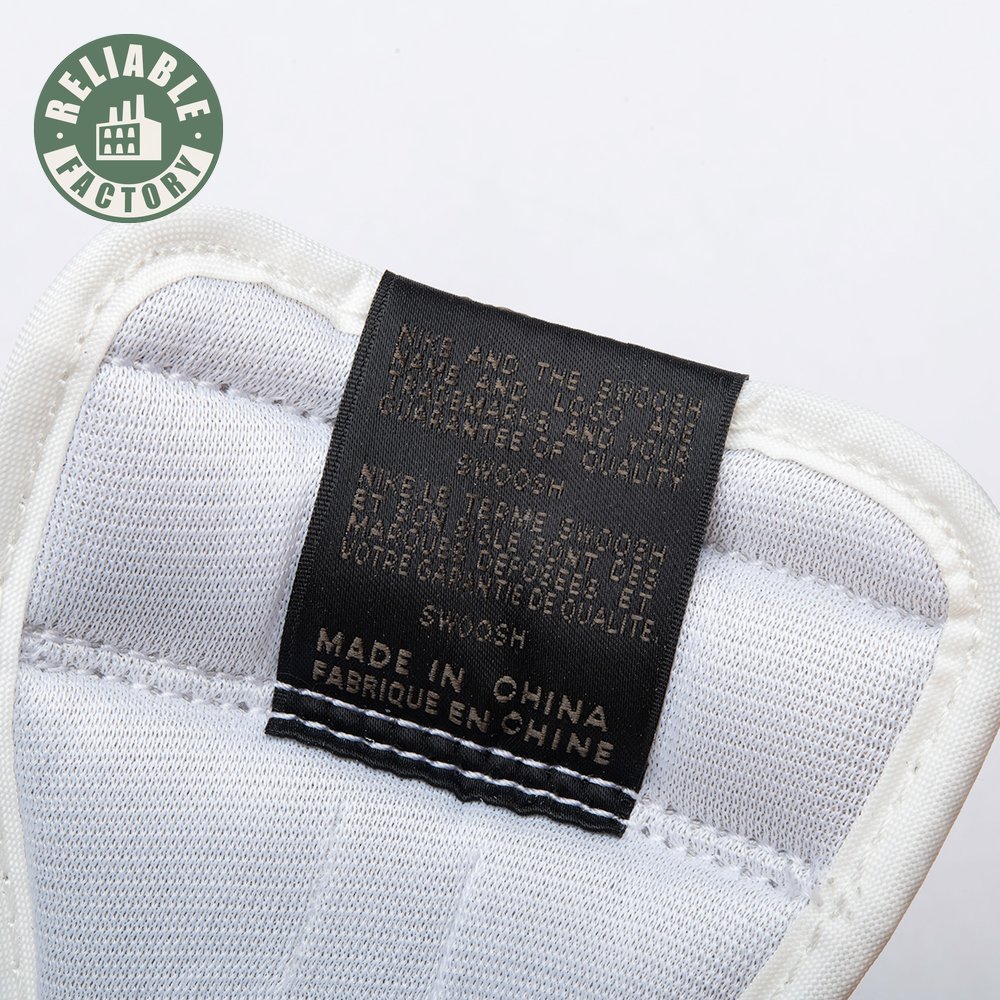 RELIABLE
FACTORY
NIKE AND THE SWOOSH
NAME AND LOGO ARE
TRAVEMARKS AND YOUR
GUARANTEE OF QUALITY
SWOOSH
NIKE LE TERME SWOOSH
ET SON SIGLE SONT DES
MARQUES DEPOSEES ET
VOTRE GARANTIE DE QUALITE.
SWOOSH
MADE IN CHINA
FABRIQUE EN CHINE